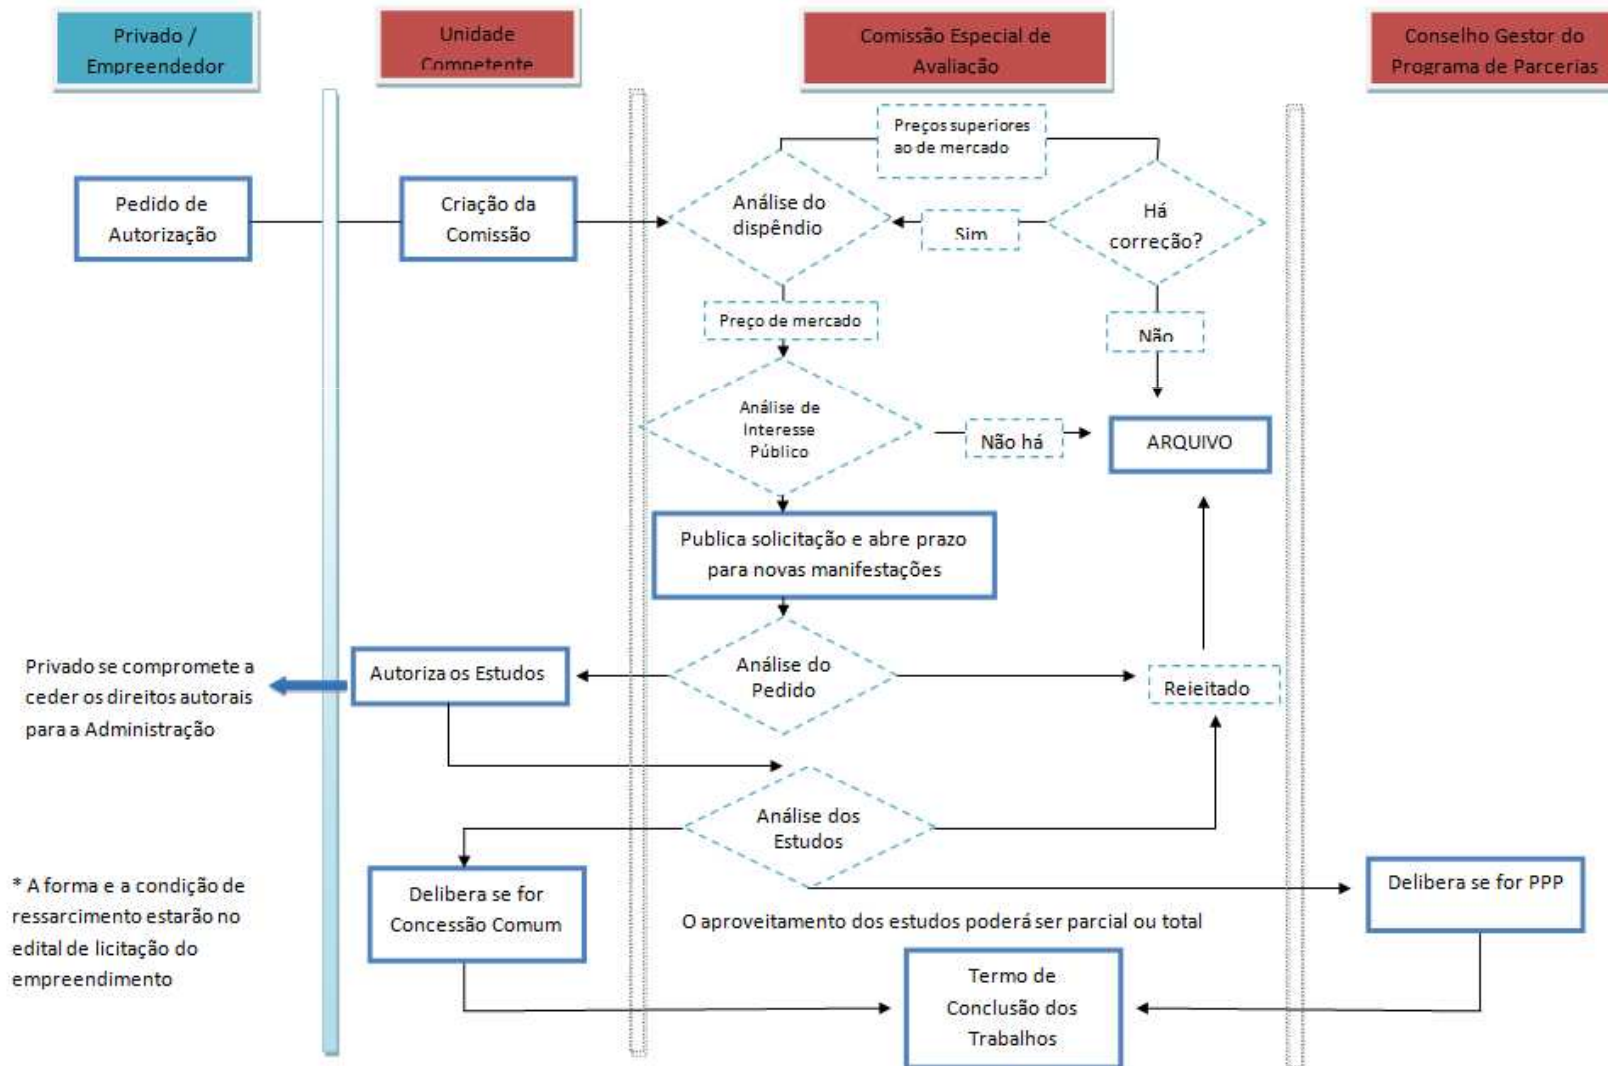 Privado /
Empreendedor
Unidade
Competente
Comissão Especial de
Avaliação
Conselho Gestor do
Programa de Parcerias
Preços superiores
ao de mercado
Pedido de
Autorização
Criação da
Comissão
Análise do
dispêndio
Sim
Há
correção?
Preço de mercado
Não
Análise de
Interesse
Público
Não há
ARQUIVO
Publica solicitação e abre prazo
para novas manifestações
Privado se compromete a
ceder os direitos autorais
para a Administração
Autoriza os Estudos
Análise do
Pedido
Rejeitado
Análise dos
Estudos
* A forma e a condição de
ressarcimento estarão no
edital de licitação do
empreendimento
Delibera se for
Concessão Comum
O aproveitamento dos estudos poderá ser parcial ou total
Delibera se for PPP
Termo de
Conclusão dos
Trabalhos